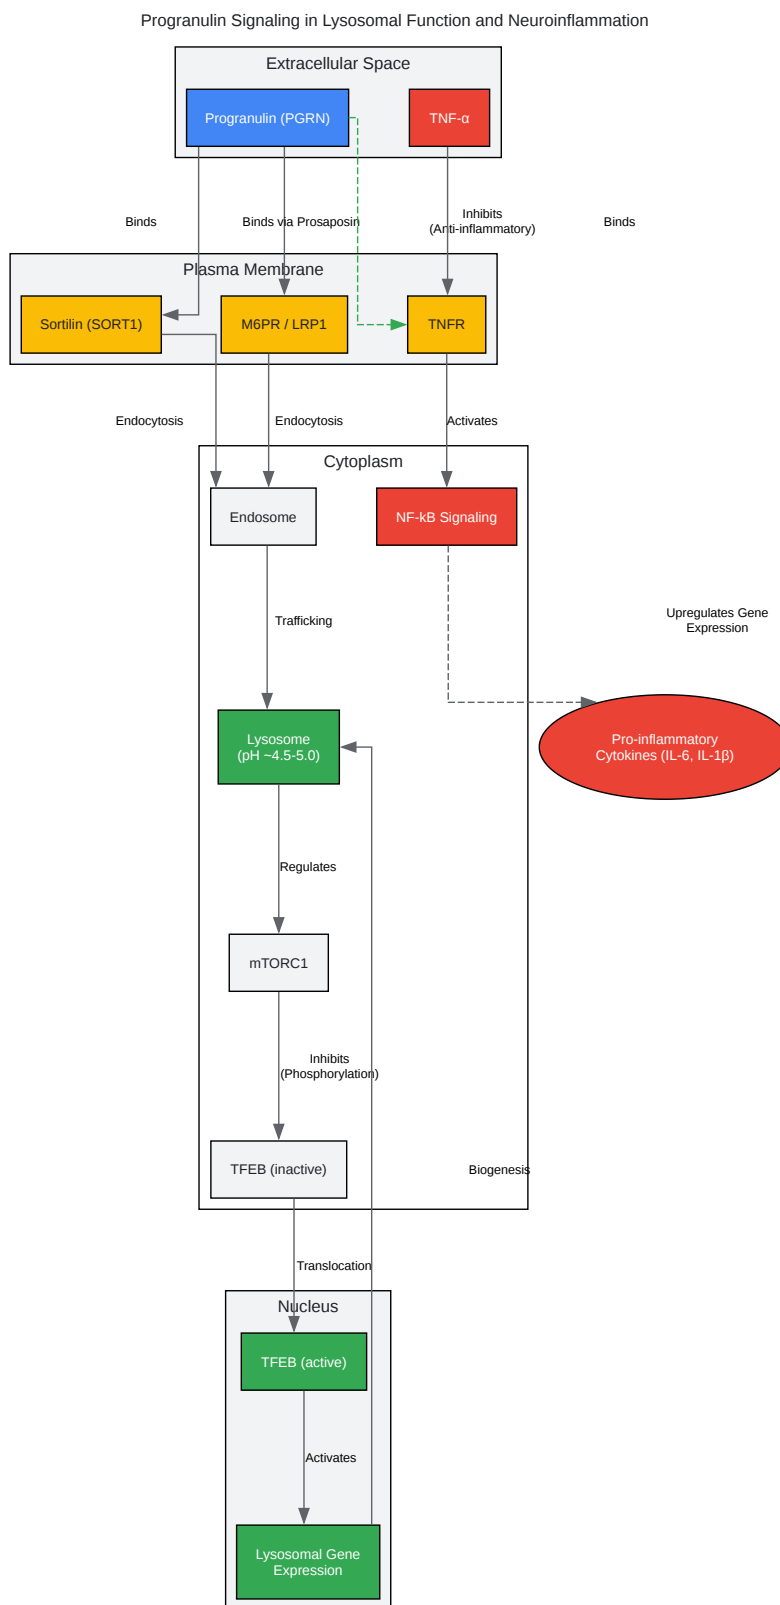 Progranulin Signaling in Lysosomal Function and Neuroinflammation
Extracellular Space
Progranulin (PGRN)
TNF-α
Binds
Binds via Prosaposin
Inhibits
(Anti-inflammatory)
Binds
Plasma Membrane
Sortilin (SORT1)
M6PR / LRP1
TNFR
Endocytosis
Endocytosis
Activates
Cytoplasm
Endosome
NF-kB Signaling
Trafficking
Upregulates Gene
Expression
Lysosome
(pH ~4.5-5.0)
Pro-inflammatory
Cytokines (IL-6, IL-1β)
Regulates
mTORC1
Inhibits
(Phosphorylation)
TFEB (inactive)
Biogenesis
Translocation
Nucleus
TFEB (active)
Activates
Lysosomal Gene
Expression